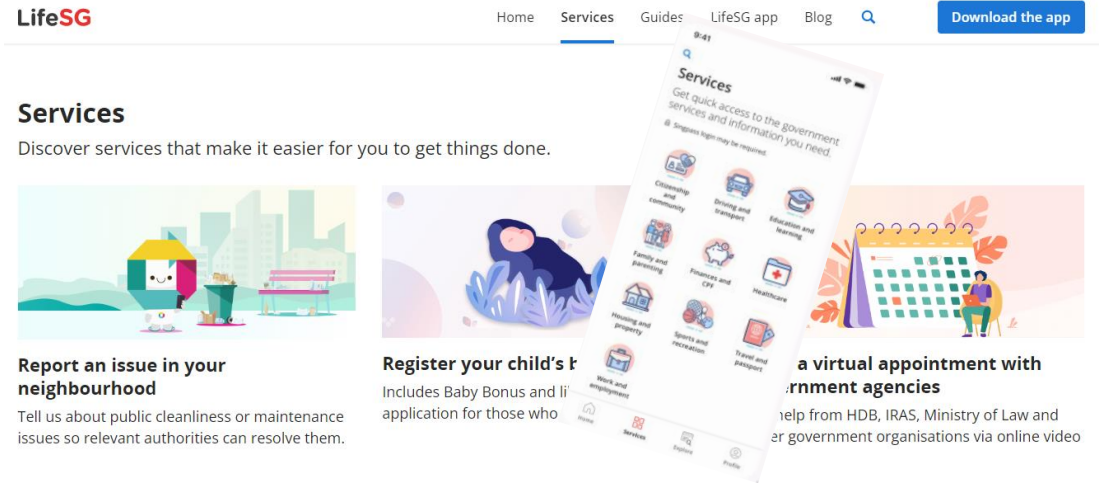 LifeSG
Home Services Guides LifeSG app Blog
Download the app
Services
Discover services that make it easier for you to get things done.
Report an issue in your
neighbourhood
Tell us about public cleanliness or maintenance
issues so relevant authorities can resolve them.
Register your child's
Includes Baby Bonus and
application for those who
a virtual appointment with
agencies
help from HDB, IRAS, Ministry of Law and
government organisations via online video
9:41
Services
Get quick access to the government
services and information you need.
Singpass login may be required
Citizenship
and
community
Driving and
transport
Education and
learning
Family and
parenting
Finances and
CPF
Healthcare
Housing and
property
Sports and
recreation
Travel and
passport
Work and
employment
Home
Services
Explore
Profile